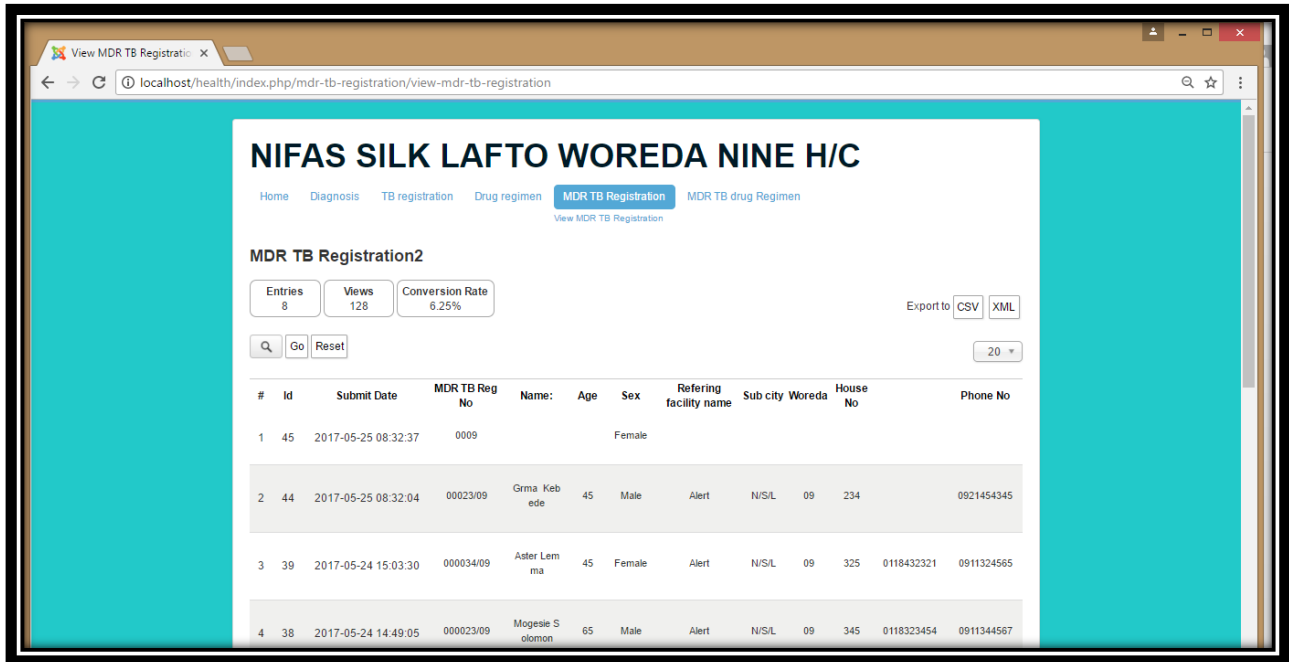 View MDR TB Registratio
localhost/health/index.php/mdr-tb-registration/view-mdr-tb-registration
NIFAS SILK LAFTO WOREDA NINE H/C
Home Diagnosis TB registration Drug regimen MDR TB Registration MDR TB drug Regimen
View MDR TB Registration
MDR TB Registration2
Entries Views Conversion Rate
8 128 6.25%
Export to CSV XML
Go Reset
20
# Id Submit Date MDR TB Reg No Name: Age Sex Refering facility name Sub city Woreda House No Phone No
1 45 2017-05-25 08:32:37 0009 Female
2 44 2017-05-25 08:32:04 00023/09 Grma Keb ede 45 Male Alert N/S/L 09 234 0921454345
3 39 2017-05-24 15:03:30 000034/09 Aster Lem ma 45 Female Alert N/S/L 09 325 0118432321 0911324565
4 38 2017-05-24 14:49:05 000023/09 Mogesie S olomon 65 Male Alert N/S/L 09 345 0118323454 0911344567